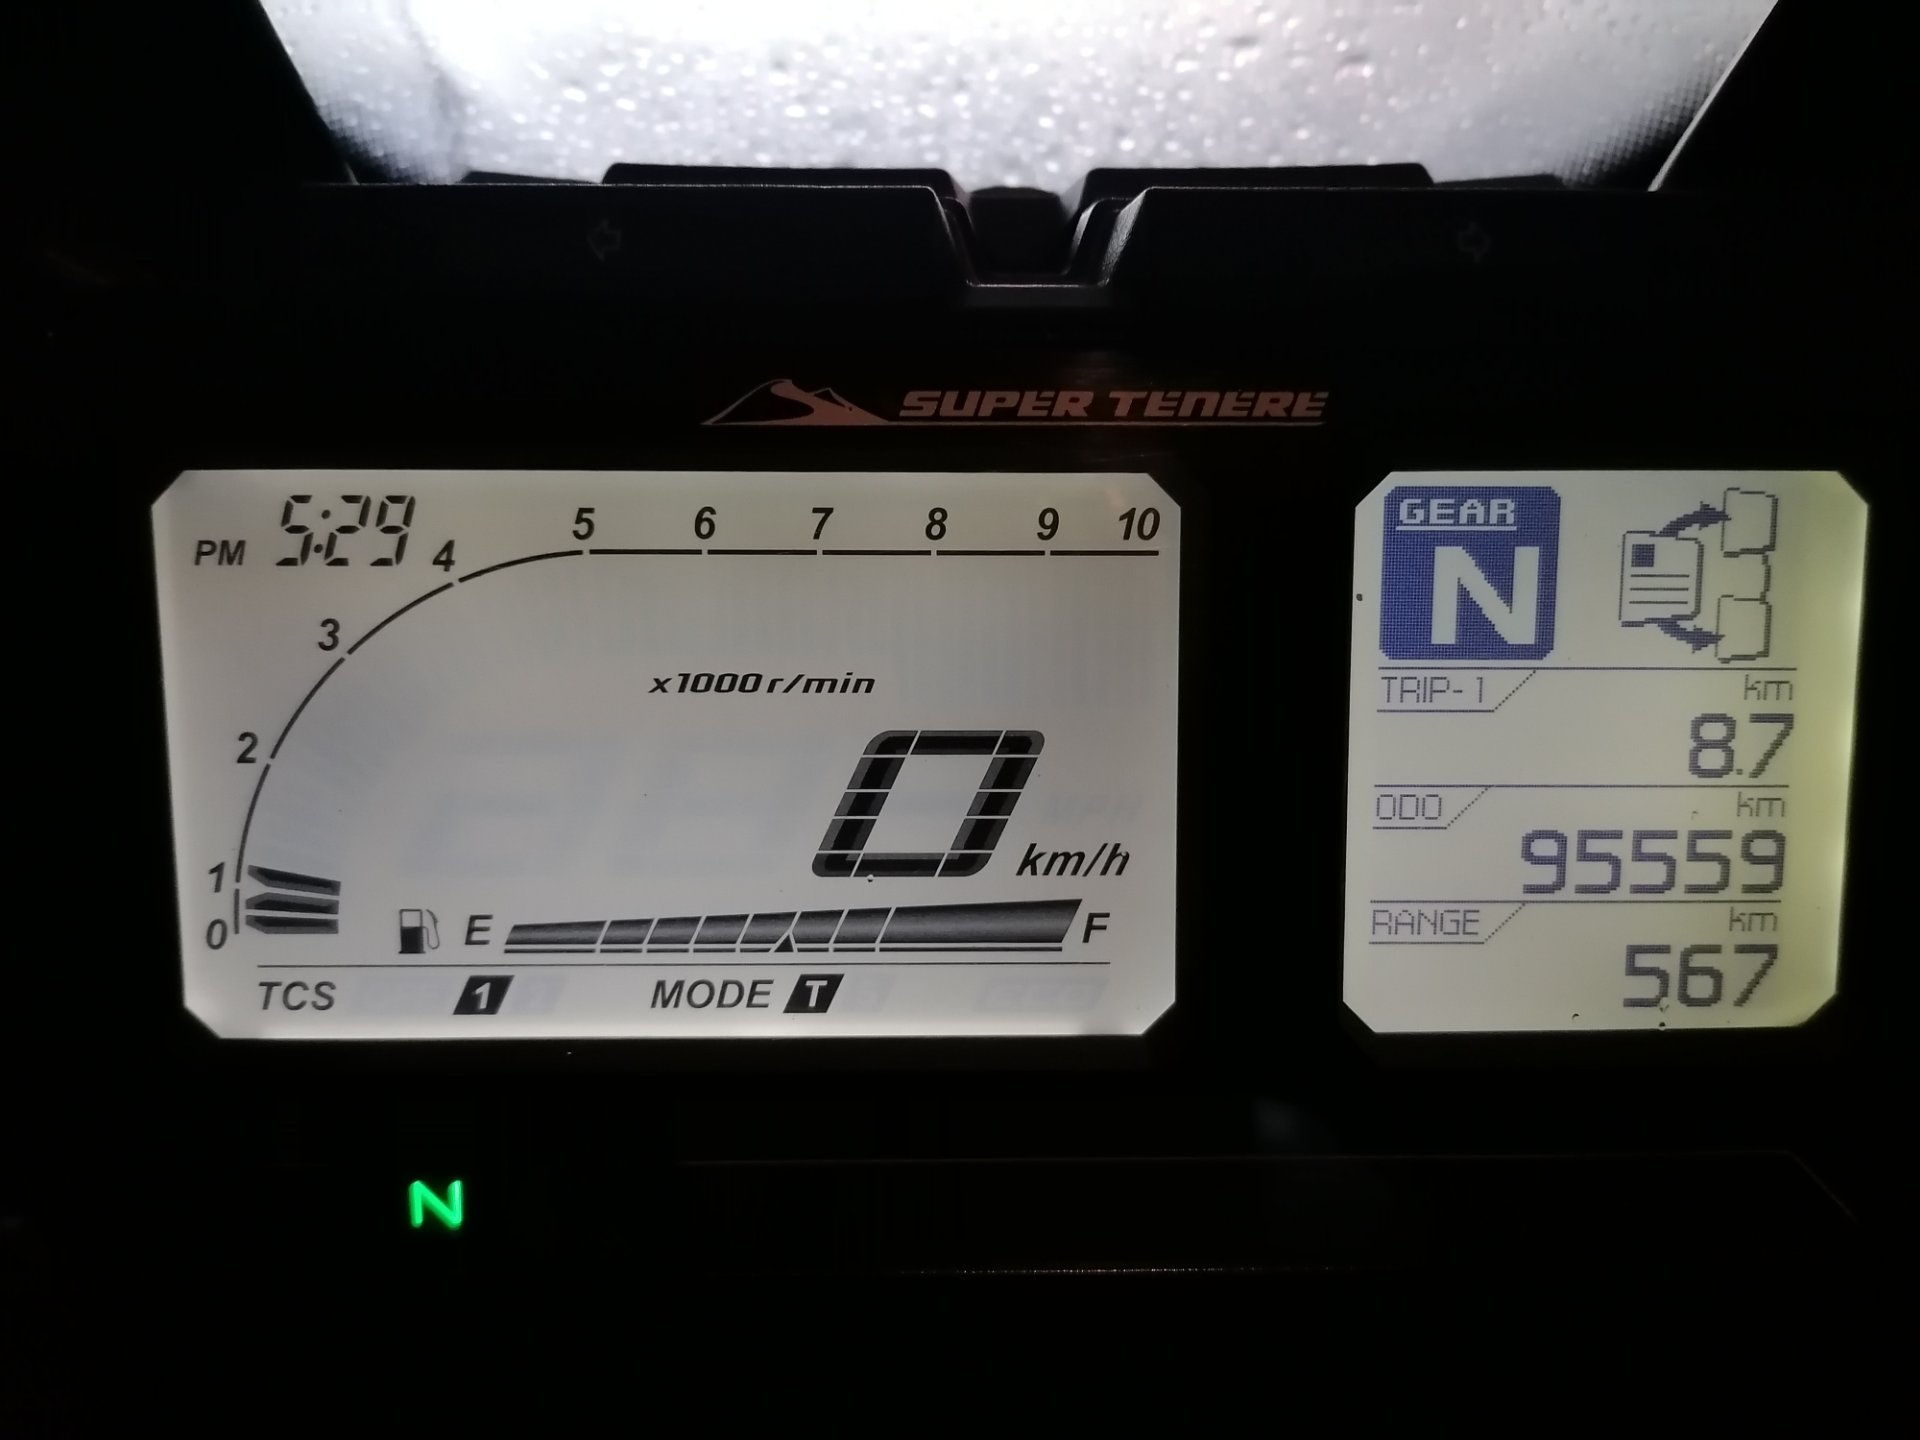 SUPER TENERE
PM 5:29
0 1 2 3 4 5 6 7 8 9 10
x1000 r/min
0 km/h
E F
TCS 1 MODE T
GEAR
N
TRIP-1 km
8.7
ODO km
95559
RANGE km
567
N